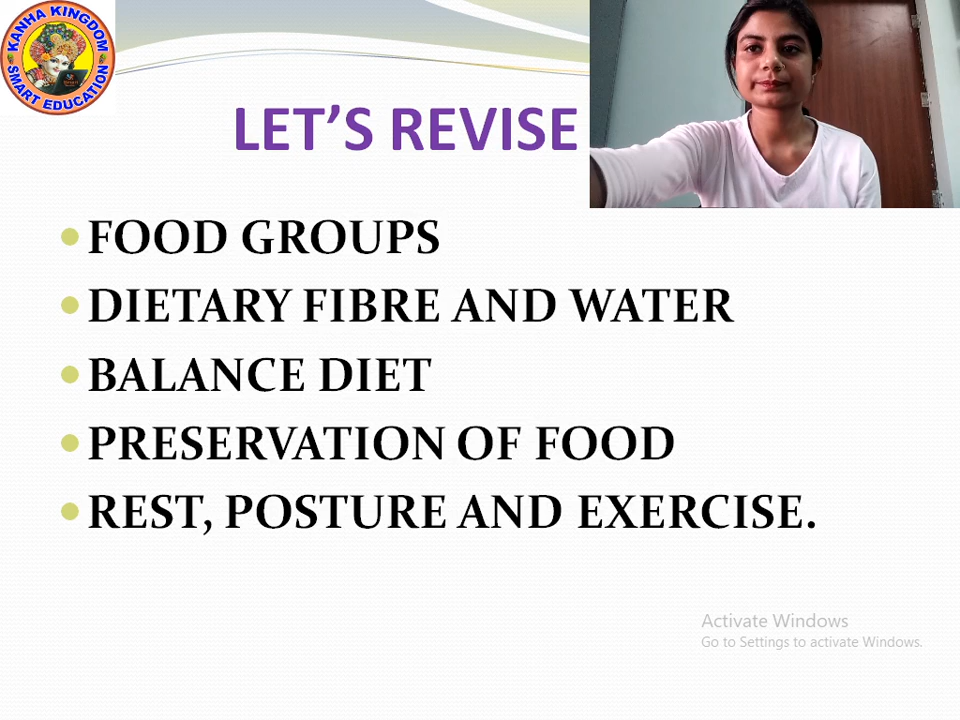 KANHA KINGDOM
SMART EDUCATION
LET'S REVISE
FOOD GROUPS
DIETARY FIBRE AND WATER
BALANCE DIET
PRESERVATION OF FOOD
REST, POSTURE AND EXERCISE.
Activate Windows
Go to Settings to activate Windows.